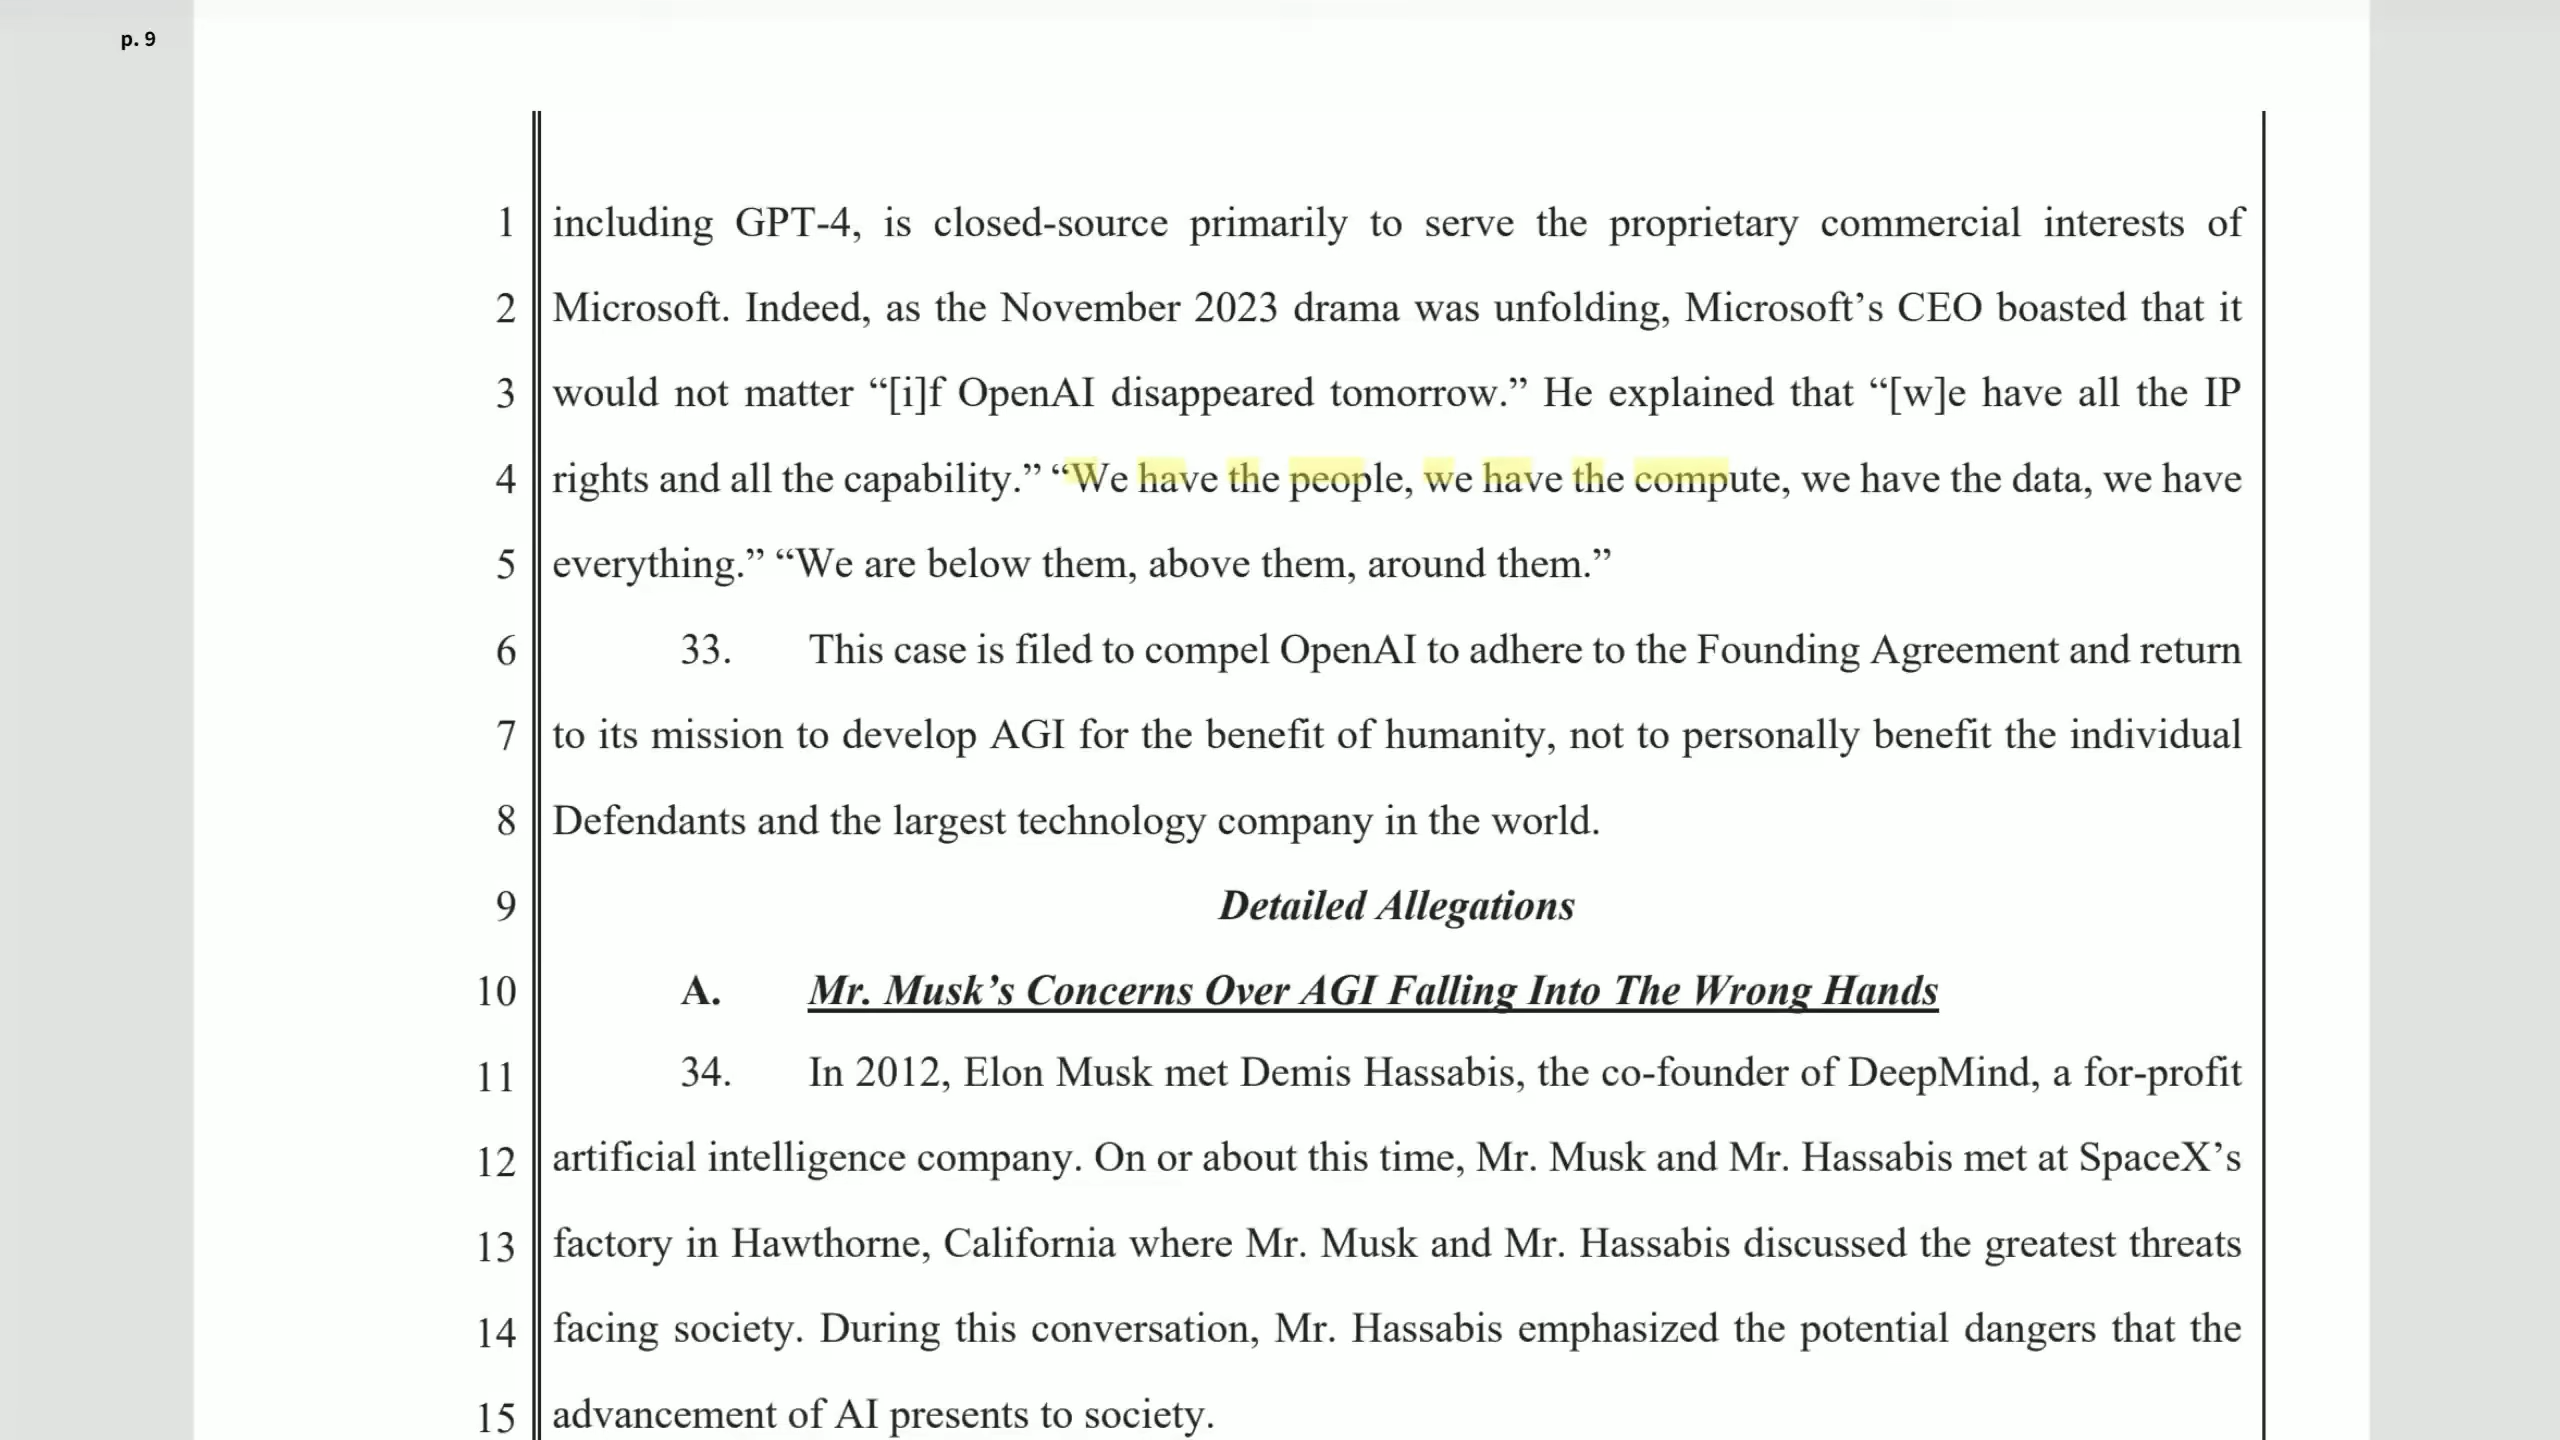 p. 9
1 including GPT-4, is closed-source primarily to serve the proprietary commercial interests of
2 Microsoft. Indeed, as the November 2023 drama was unfolding, Microsoft’s CEO boasted that it
3 would not matter “[i]f OpenAI disappeared tomorrow.” He explained that “[w]e have all the IP
4 rights and all the capability.” “We have the people, we have the compute, we have the data, we have
5 everything.” “We are below them, above them, around them.”
6 33. This case is filed to compel OpenAI to adhere to the Founding Agreement and return
7 to its mission to develop AGI for the benefit of humanity, not to personally benefit the individual
8 Defendants and the largest technology company in the world.
9 Detailed Allegations
10 A. Mr. Musk’s Concerns Over AGI Falling Into The Wrong Hands
11 34. In 2012, Elon Musk met Demis Hassabis, the co-founder of DeepMind, a for-profit
12 artificial intelligence company. On or about this time, Mr. Musk and Mr. Hassabis met at SpaceX’s
13 factory in Hawthorne, California where Mr. Musk and Mr. Hassabis discussed the greatest threats
14 facing society. During this conversation, Mr. Hassabis emphasized the potential dangers that the
15 advancement of AI presents to society.